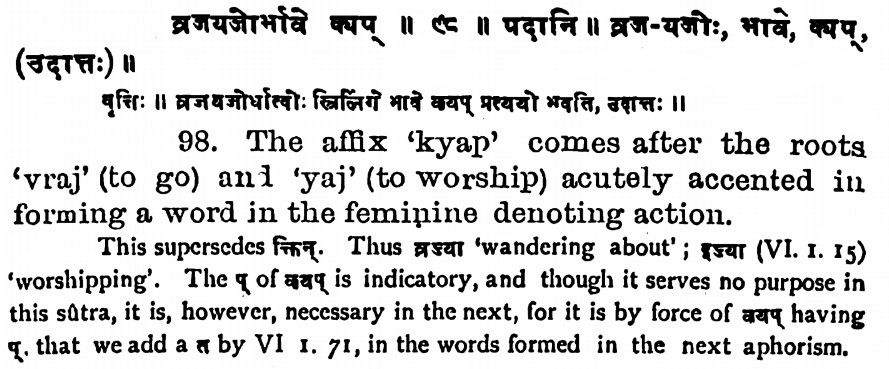 व्रजयजोर्भावे क्यप् ॥ ९८ ॥ पदानि ॥ व्रज-यजोः, भावे, क्यप्,
(उदात्तः) ॥
वृत्तिः ॥ व्रजयजोर्धात्वोः स्त्रिलिंगे भावे क्यप् प्रत्ययो भवति, उदात्तः ॥
98. The affix ‘kyap’ comes after the roots
‘vraj’ (to go) and ‘yaj’ (to worship) acutely accented in
forming a word in the feminine denoting action.
This supersedes क्तिन्. Thus व्रज्या ‘wandering about’ ; इज्या (VI. 1. 15)
‘worshipping’. The प् of क्यप् is indicatory, and though it serves no purpose in
this sûtra, it is, however, necessary in the next, for it is by force of क्यप् having
प्. that we add a त by VI 1. 71, in the words formed in the next aphorism.